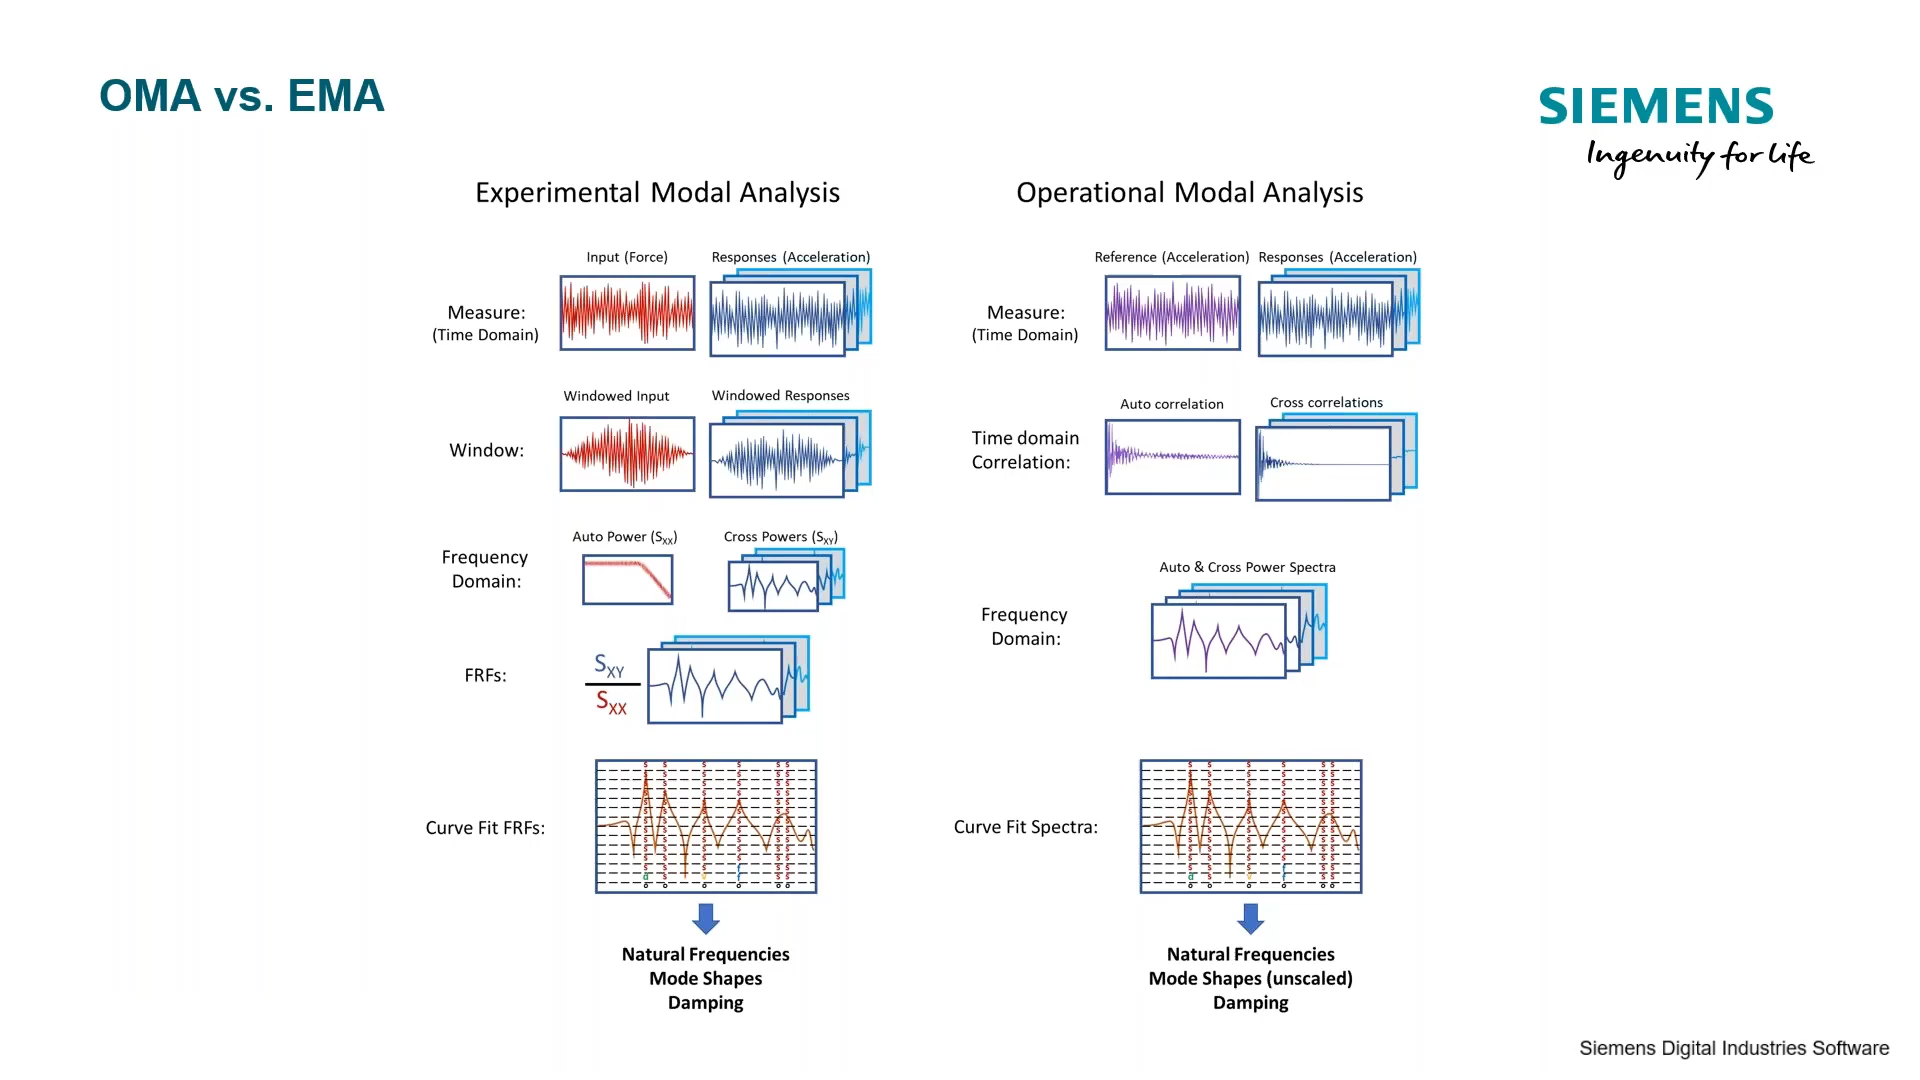 OMA vs. EMA
SIEMENS
Ingenuity for life
Experimental Modal Analysis
Input (Force)
Responses (Acceleration)
Measure:
(Time Domain)
Windowed Input
Windowed Responses
Window:
Auto Power (SXX)
Cross Powers (SXY)
Frequency
Domain:
FRFs:
SXY
SXX
Curve Fit FRFs:
Natural Frequencies
Mode Shapes
Damping
Operational Modal Analysis
Reference (Acceleration)
Responses (Acceleration)
Measure:
(Time Domain)
Auto correlation
Cross correlations
Time domain
Correlation:
Auto & Cross Power Spectra
Frequency
Domain:
Curve Fit Spectra:
Natural Frequencies
Mode Shapes (unscaled)
Damping
Siemens Digital Industries Software